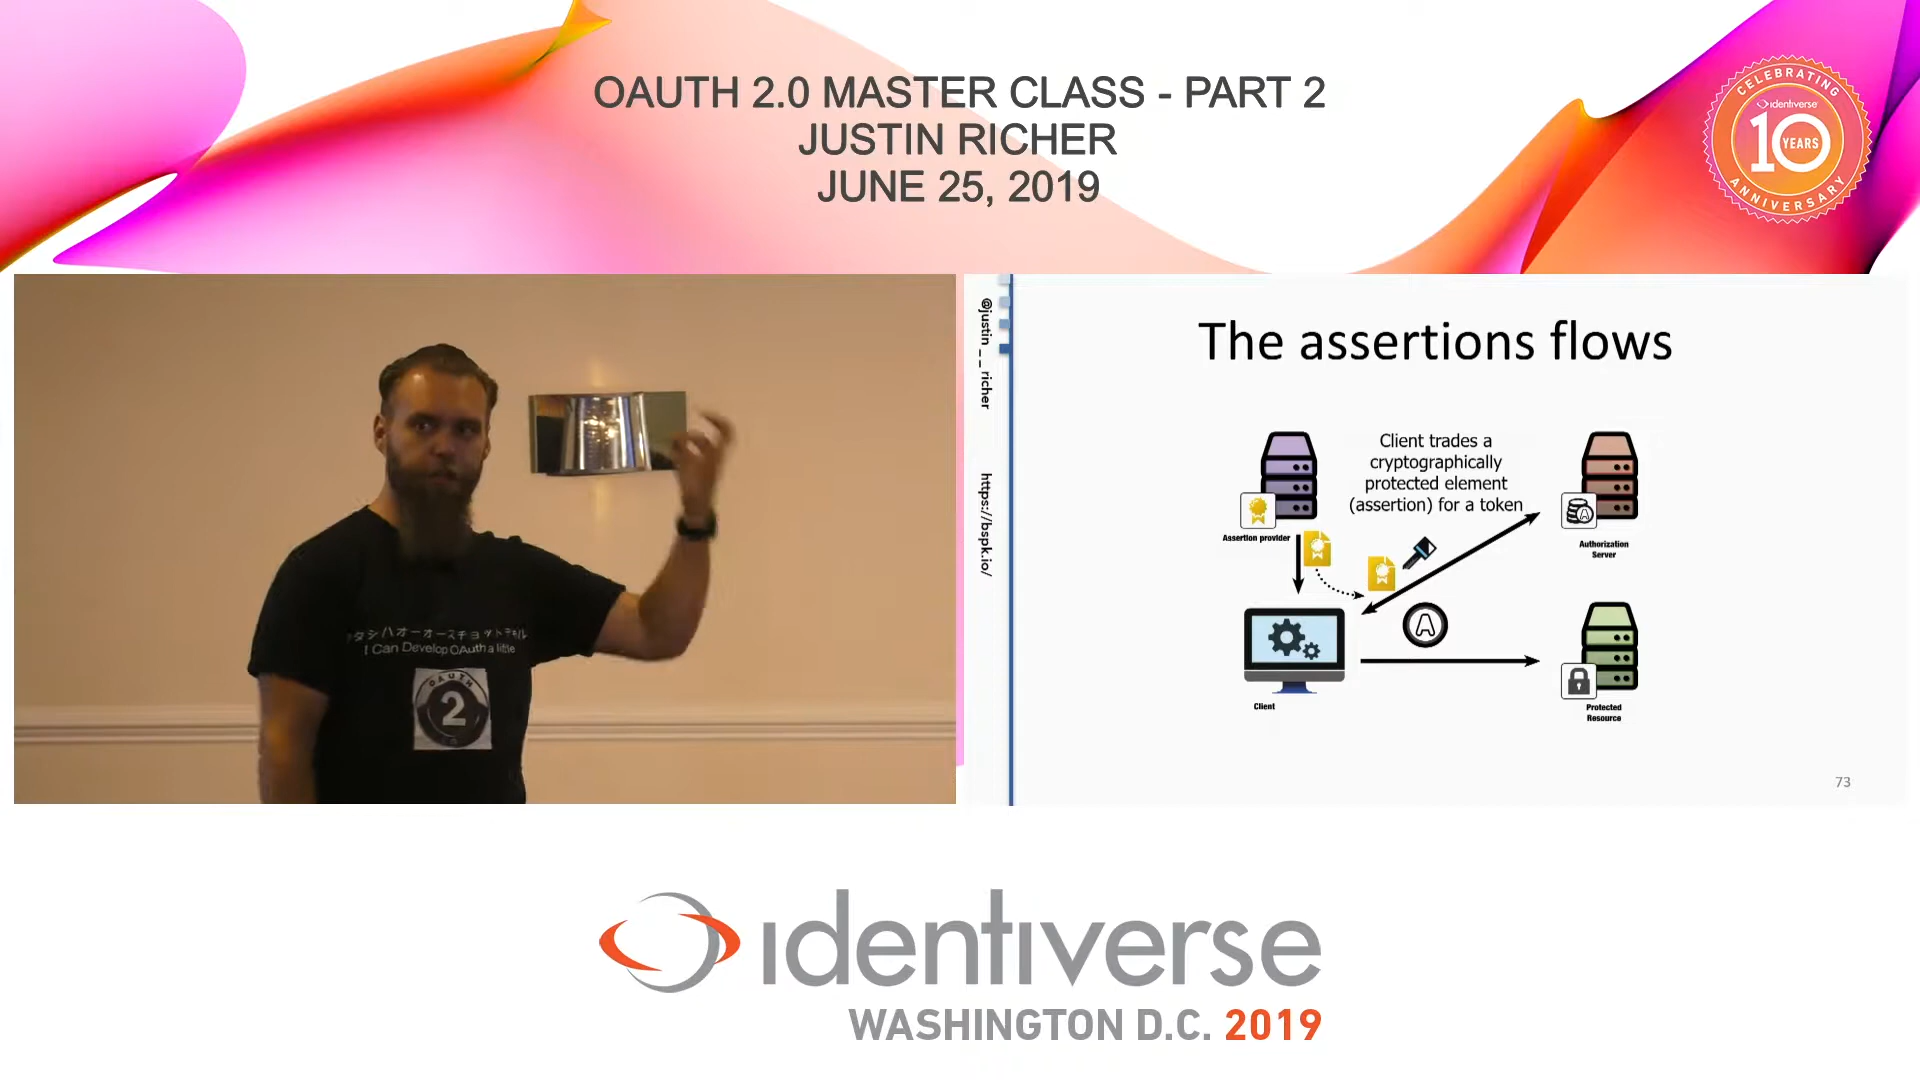 OAUTH 2.0 MASTER CLASS - PART 2
JUSTIN RICHER
JUNE 25, 2019
CELEBRATING
identiverse
10
YEARS
ANNIVERSARY
I Can Develop OAuth a little
OAUTH
2
@justin__richer
https://bspk.io/
The assertions flows
Client trades a
cryptographically
protected element
(assertion) for a token
Assertion provider
A
Authorization
Server
A
Client
Protected
Resource
73
identiverse
WASHINGTON D.C. 2019